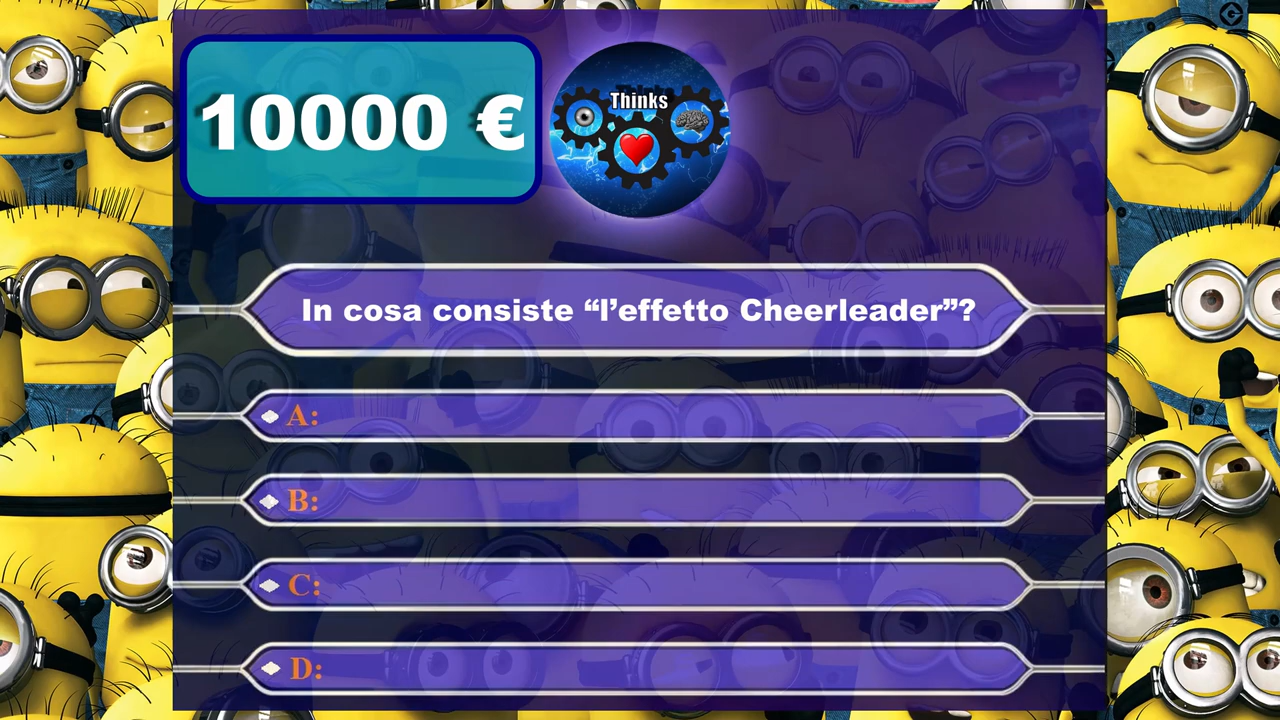 10000 €
Thinks
In cosa consiste “l’effetto Cheerleader”?
A:
B:
C:
D: